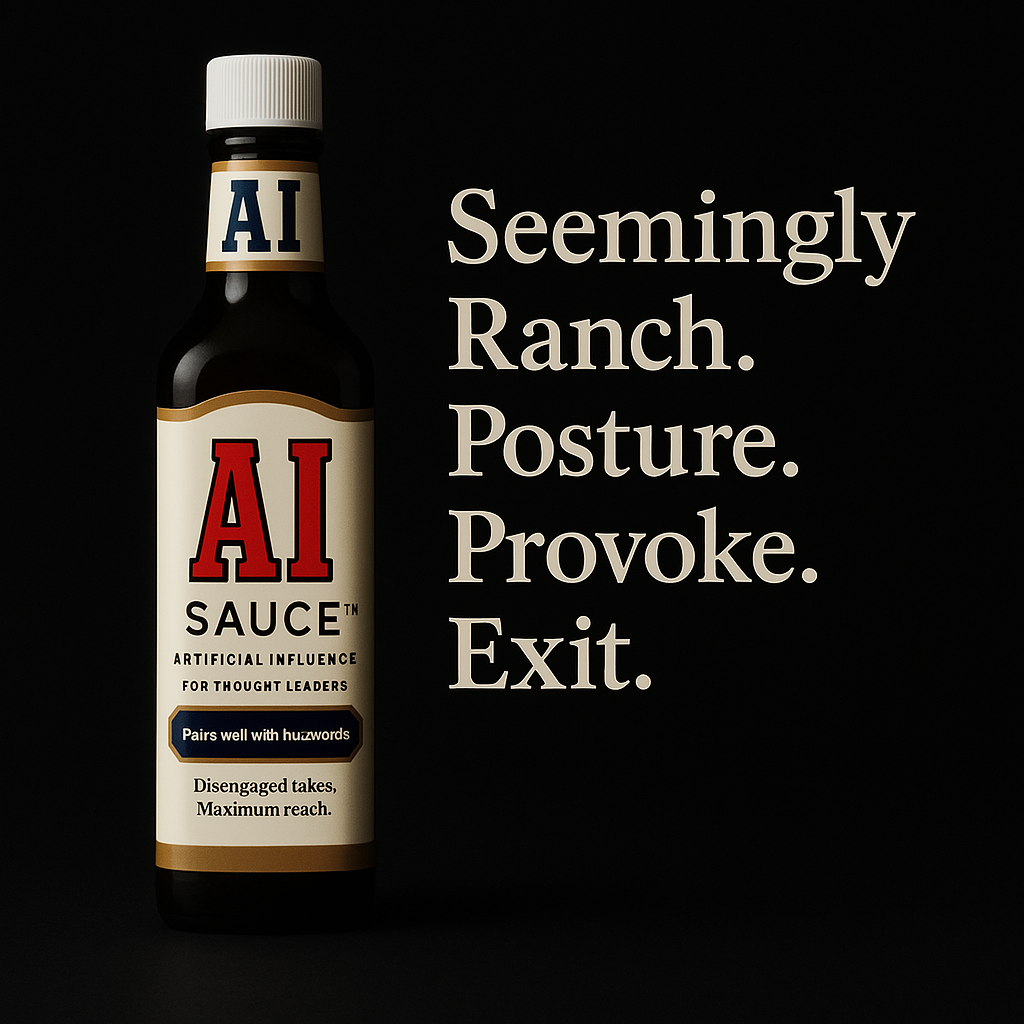 AI
AI
SAUCE™
ARTIFICIAL INFLUENCE
FOR THOUGHT LEADERS
Pairs well with huzzwords
Disengaged takes,
Maximum reach.
Seemingly
Ranch.
Posture.
Provoke.
Exit.